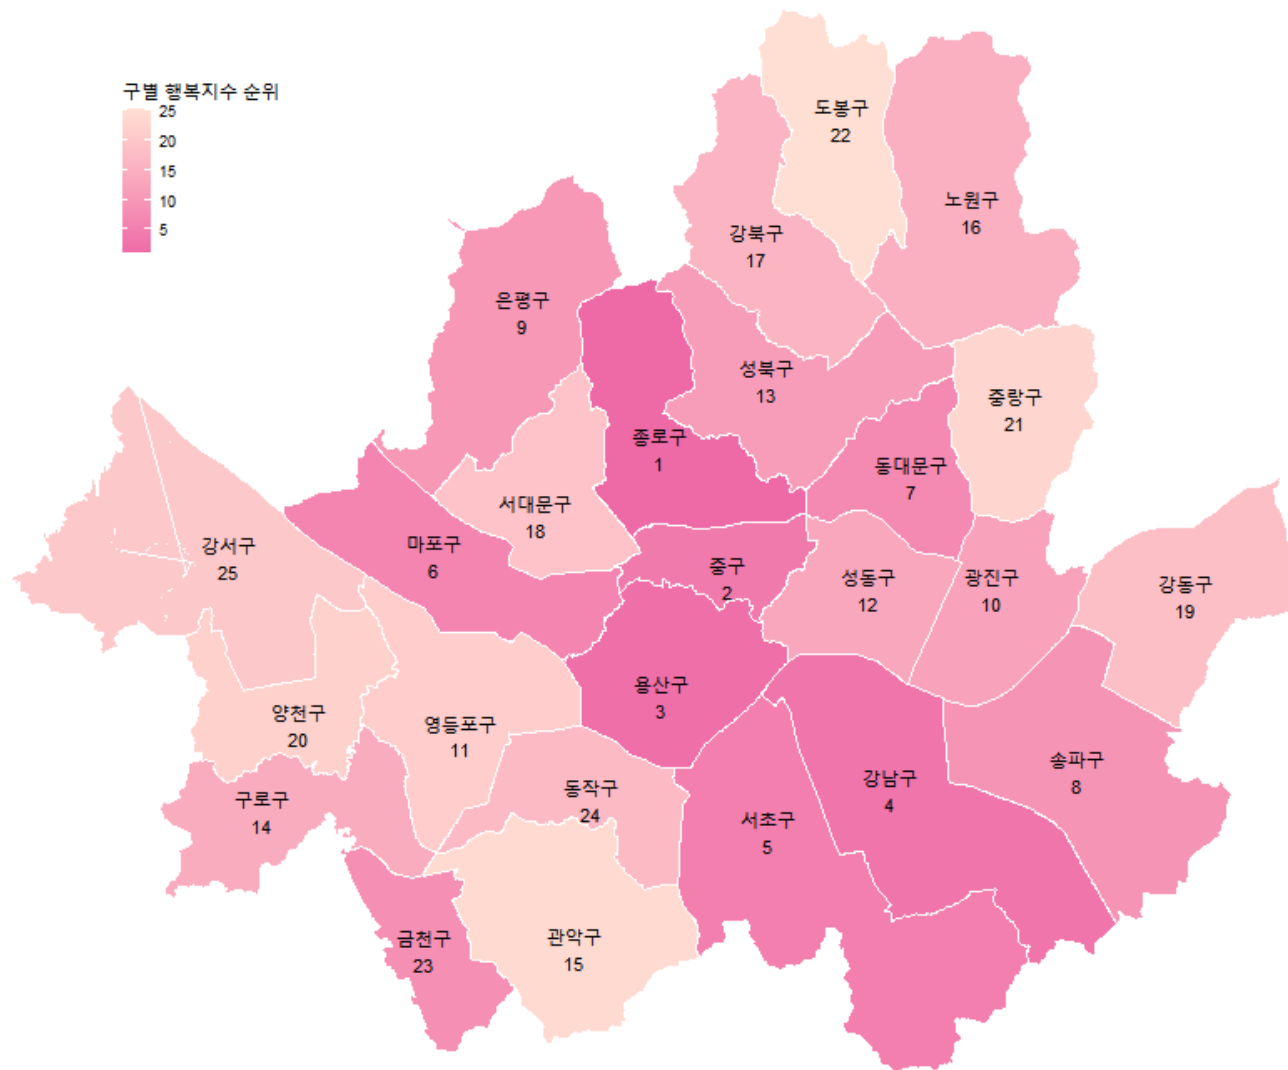 구별 행복지수 순위
25
20
15
10
5
도봉구
22
노원구
16
강북구
17
은평구
9
성북구
13
중랑구
21
종로구
1
동대문구
7
서대문구
18
강서구
25
마포구
6
중구
2
성동구
12
광진구
10
강동구
19
용산구
3
양천구
20
영등포구
11
송파구
8
강남구
4
구로구
14
동작구
24
서초구
5
금천구
23
관악구
15